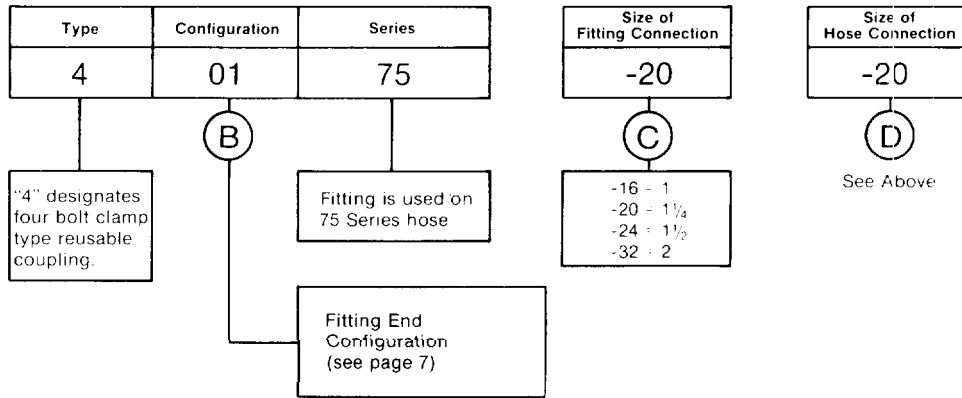 Type Configuration Series
4 01 75
Size of
Fitting Connection
-20
Size of
Hose Connection
-20
B
C
D
"4" designates
four bolt clamp
type reusable
coupling.
Fitting is used on
75 Series hose
-16 = 1
-20 = 1¼
-24 = 1½
-32 = 2
See Above
Fitting End
Configuration
(see page 7)